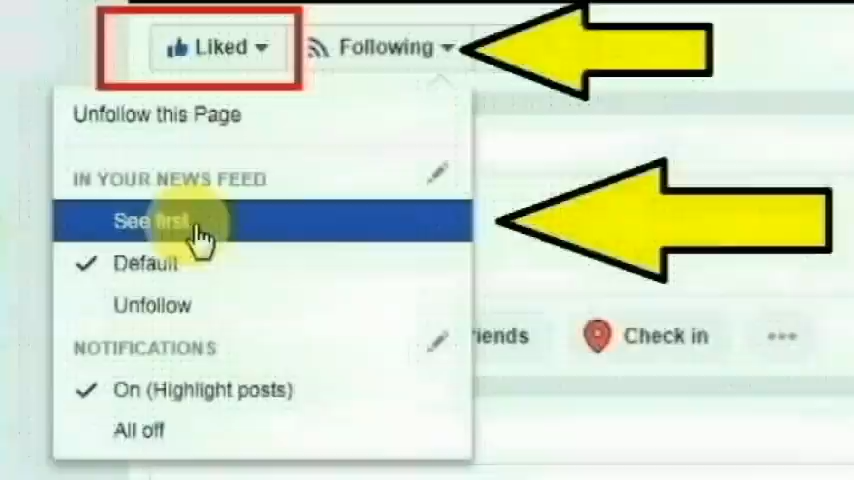 Liked Following
Unfollow this Page
IN YOUR NEWS FEED
See first
Default
Unfollow
riends Check in
NOTIFICATIONS
On (Highlight posts)
All off